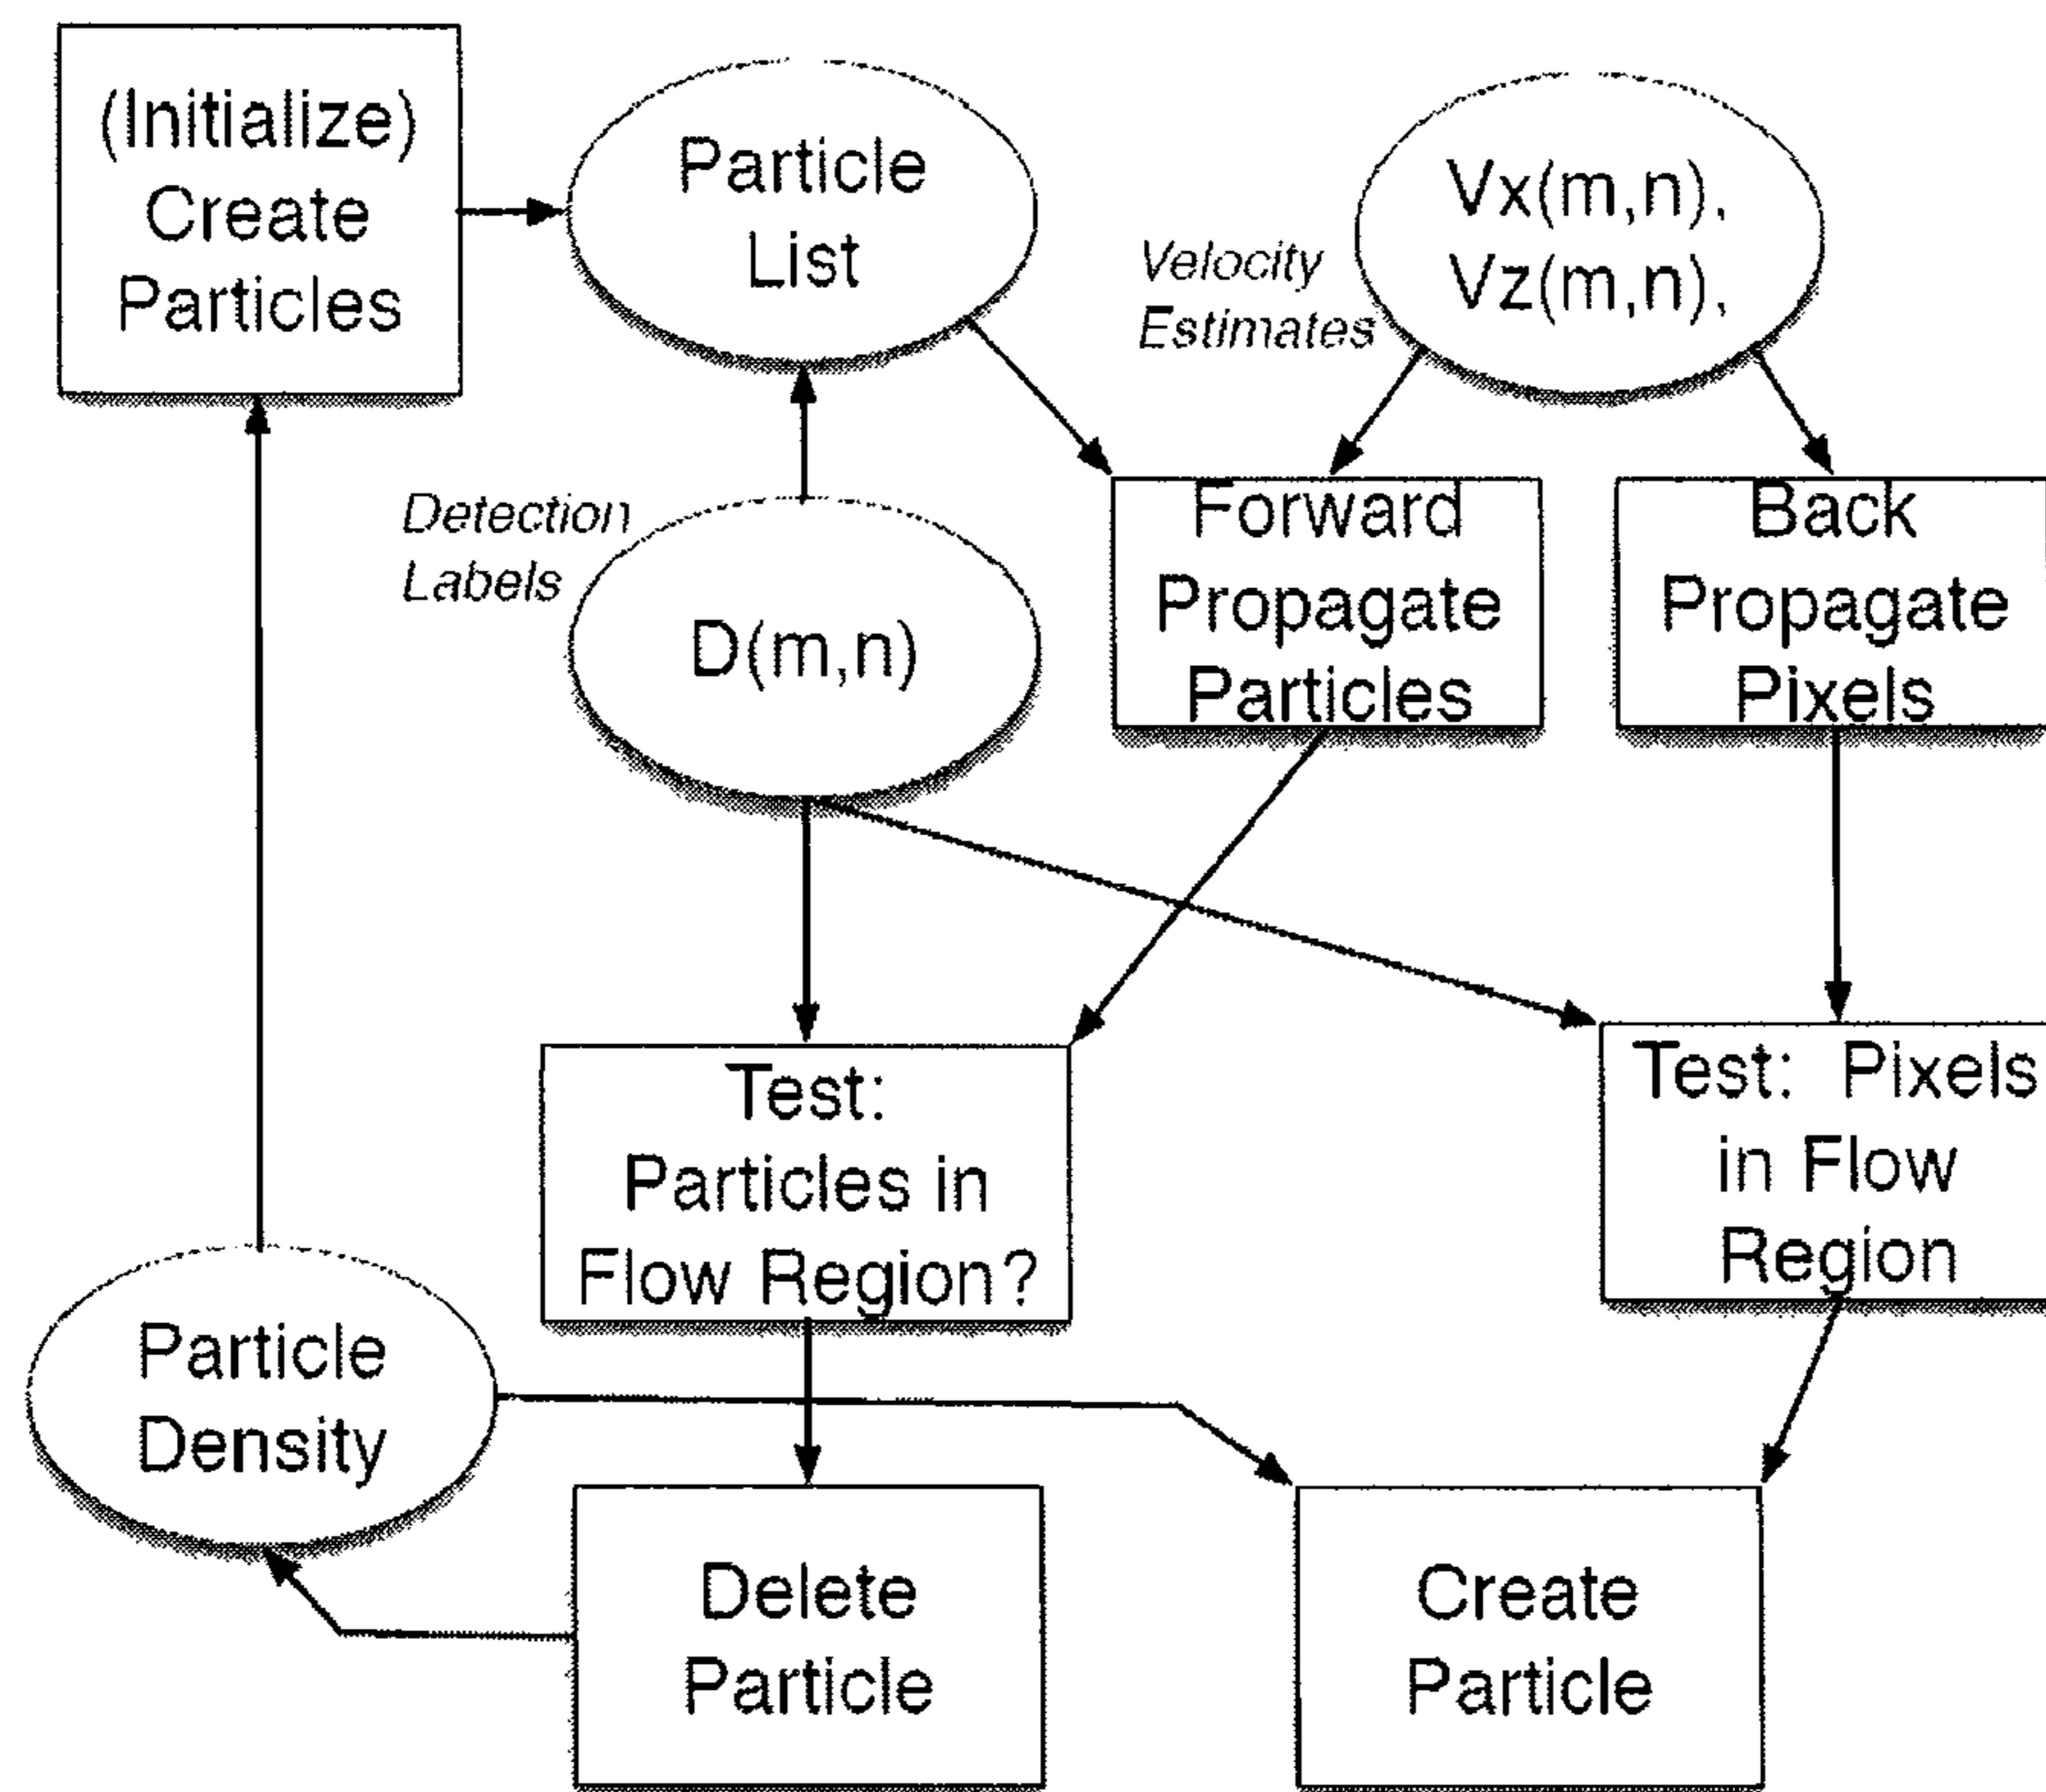 (Initialize)
Create
Particles
Particle
List
Velocity
Estimates
Vx(m,n),
Vz(m,n),
Detection
Labels
D(m,n)
Forward
Propagate
Particles
Back
Propagate
Pixels
Test:
Particles in
Flow Region?
Test: Pixels
in Flow
Region
Particle
Density
Delete
Particle
Create
Particle